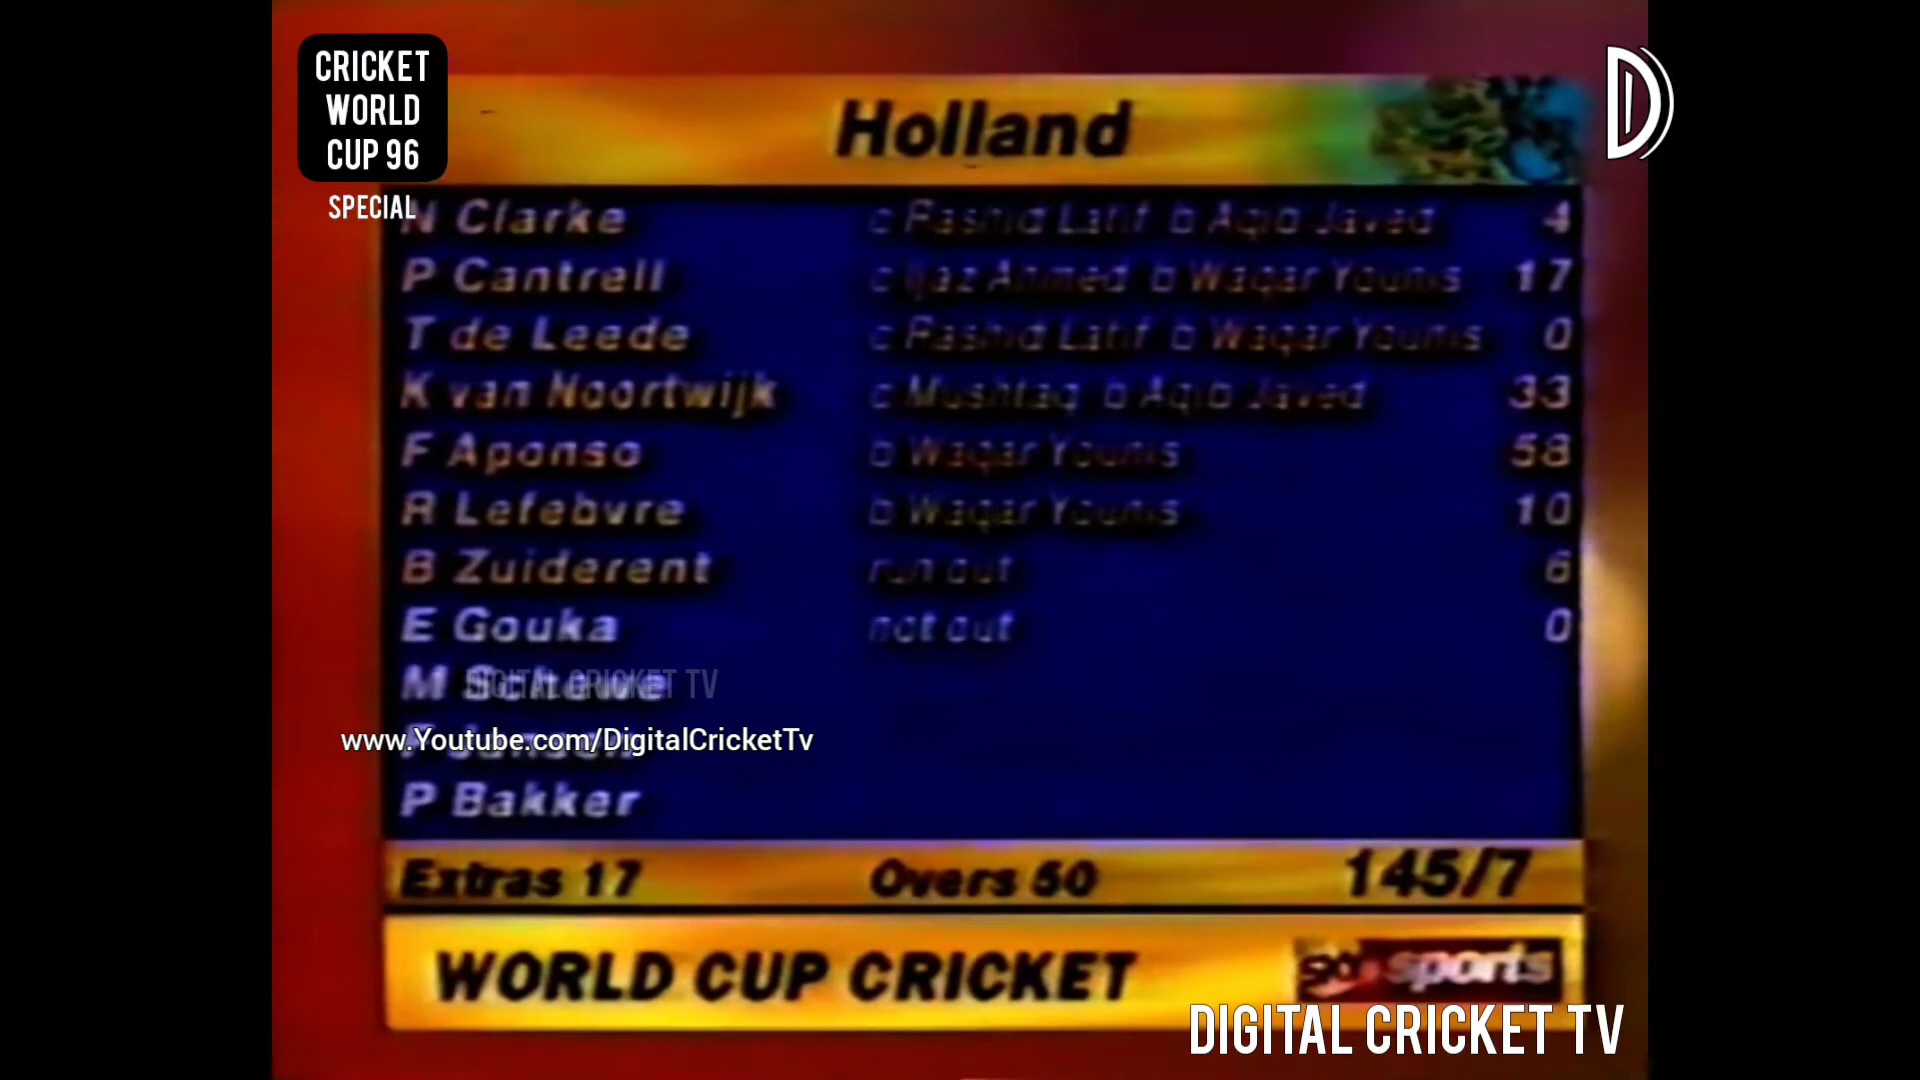 CRICKET
WORLD
CUP 96
SPECIAL
D
Holland
N Clarke c Rashid Latif b Aqib Javed 4
P Cantrell c Ijaz Ahmed b Waqar Younis 17
T de Leede c Rashid Latif b Waqar Younis 0
K van Noortwijk c Mushtaq b Aqib Javed 33
F Aponso b Waqar Younis 58
R Lefebvre b Waqar Younis 10
B Zuiderent run out 6
E Gouka not out 0
M Schewe
DIGITAL CRICKET TV
www.Youtube.com/DigitalCricketTv
F Jansen
P Bakker
Extras 17 Overs 50 145/7
WORLD CUP CRICKET sky sports
DIGITAL CRICKET TV